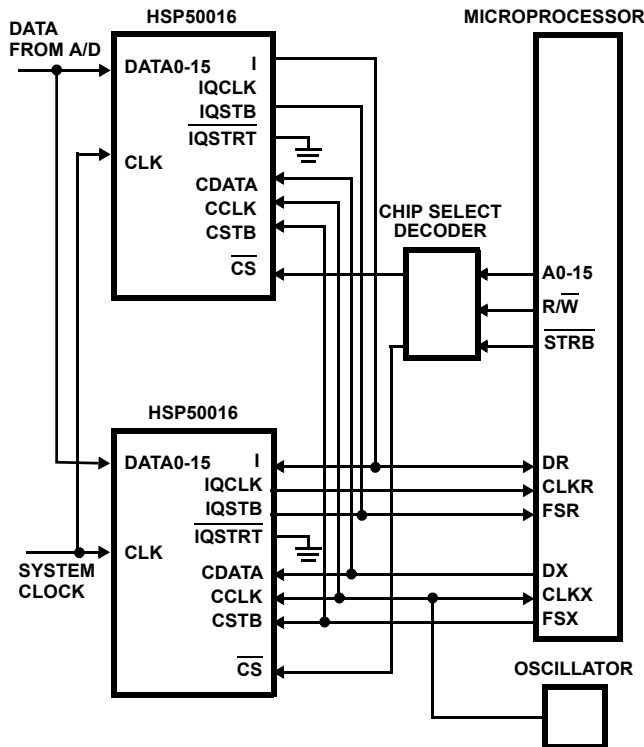 HSP50016
MICROPROCESSOR
DATA
FROM A/D
DATA0-15
I
IQCLK
IQSTB
IQSTRT
CLK
CDATA
CCLK
CSTB
CS
CHIP SELECT
DECODER
A0-15
R/W
STRB
HSP50016
DATA0-15
I
IQCLK
IQSTB
IQSTRT
CLK
SYSTEM
CLOCK
CDATA
CCLK
CSTB
CS
DR
CLKR
FSR
DX
CLKX
FSX
OSCILLATOR